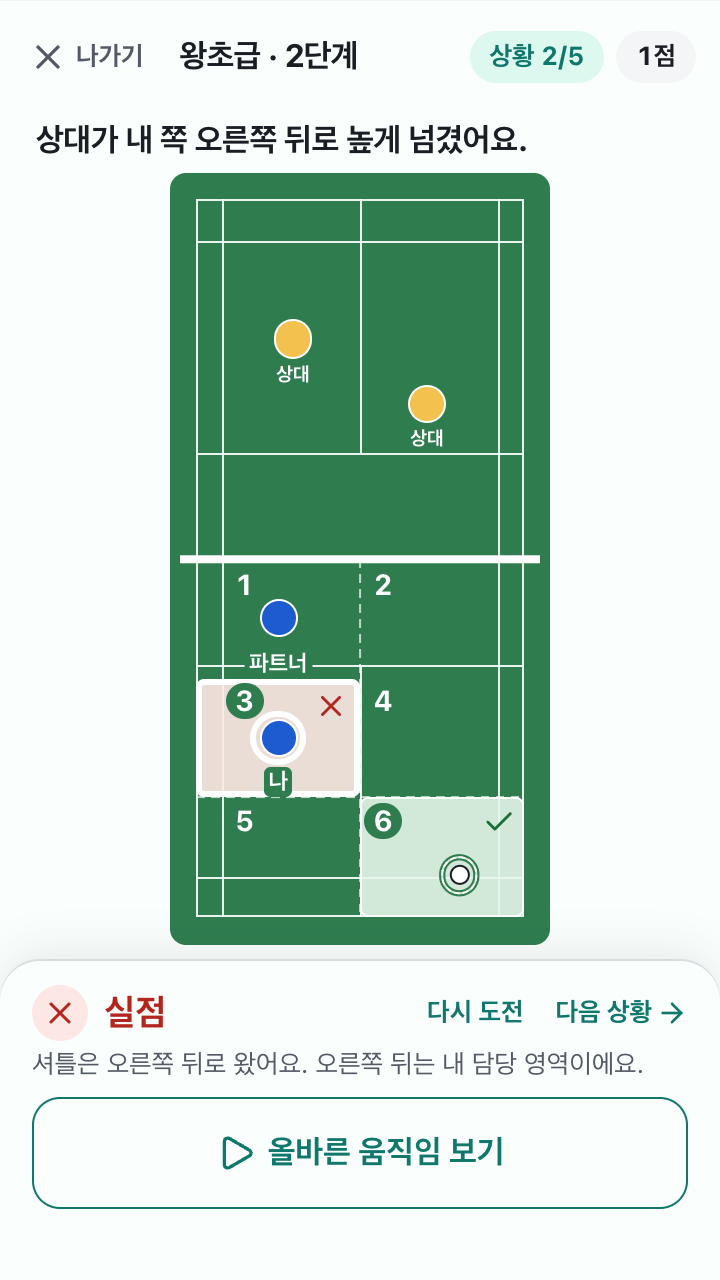 나가기 왕초급 · 2단계 상황 2/5 1점
상대가 내 쪽 오른쪽 뒤로 높게 넘겼어요.
상대
상대
1 2
파트너
3 4
나
5 6
실점 다시 도전 다음 상황 →
셔틀은 오른쪽 뒤로 왔어요. 오른쪽 뒤는 내 담당 영역이에요.
올바른 움직임 보기